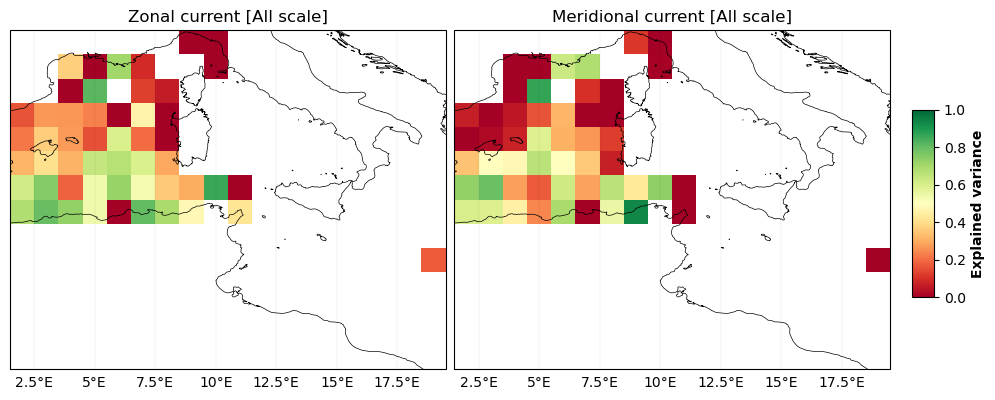 Zonal current [All scale] Meridional current [All scale]
1.0
0.8
0.6
0.4
0.2
0.0
Explained variance
2.5°E 5°E 7.5°E 10°E 12.5°E 15°E 17.5°E 2.5°E 5°E 7.5°E 10°E 12.5°E 15°E 17.5°E